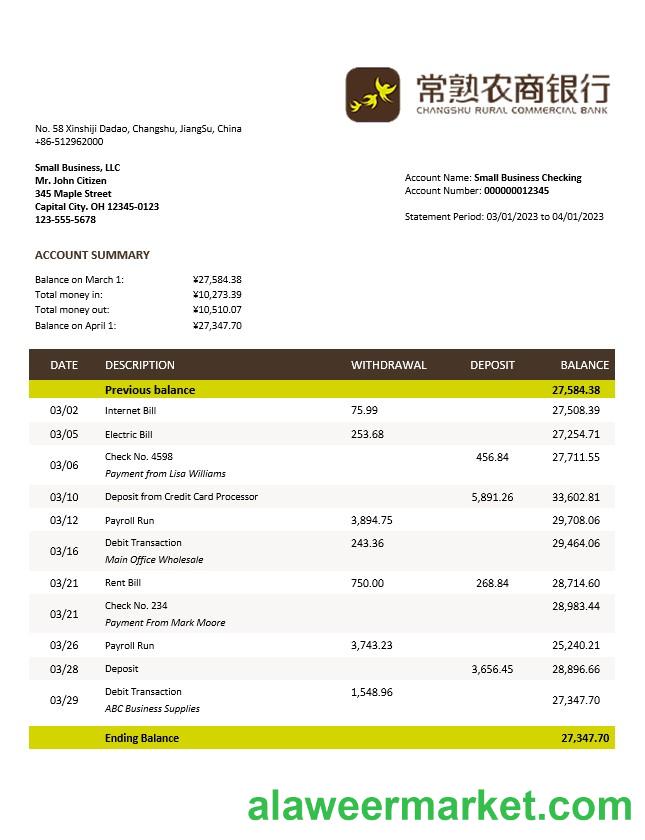 常熟农商银行
CHANGSHU RURAL COMMERCIAL BANK
No. 58 Xinshiji Dadao, Changshu, JiangSu, China
+86-512962000
Small Business, LLC
Mr. John Citizen
345 Maple Street
Capital City. OH 12345-0123
123-555-5678
Account Name: Small Business Checking
Account Number: 000000012345
Statement Period: 03/01/2023 to 04/01/2023
ACCOUNT SUMMARY
Balance on March 1: ¥27,584.38
Total money in: ¥10,273.39
Total money out: ¥10,510.07
Balance on April 1: ¥27,347.70
DATE DESCRIPTION WITHDRAWAL DEPOSIT BALANCE
Previous balance 27,584.38
03/02 Internet Bill 75.99 27,508.39
03/05 Electric Bill 253.68 27,254.71
03/06 Check No. 4598 456.84 27,711.55
Payment from Lisa Williams
03/10 Deposit from Credit Card Processor 5,891.26 33,602.81
03/12 Payroll Run 3,894.75 29,708.06
03/16 Debit Transaction 243.36 29,464.06
Main Office Wholesale
03/21 Rent Bill 750.00 268.84 28,714.60
03/21 Check No. 234 28,983.44
Payment From Mark Moore
03/26 Payroll Run 3,743.23 25,240.21
03/28 Deposit 3,656.45 28,896.66
03/29 Debit Transaction 1,548.96 27,347.70
ABC Business Supplies
Ending Balance 27,347.70
alaweermarket.com